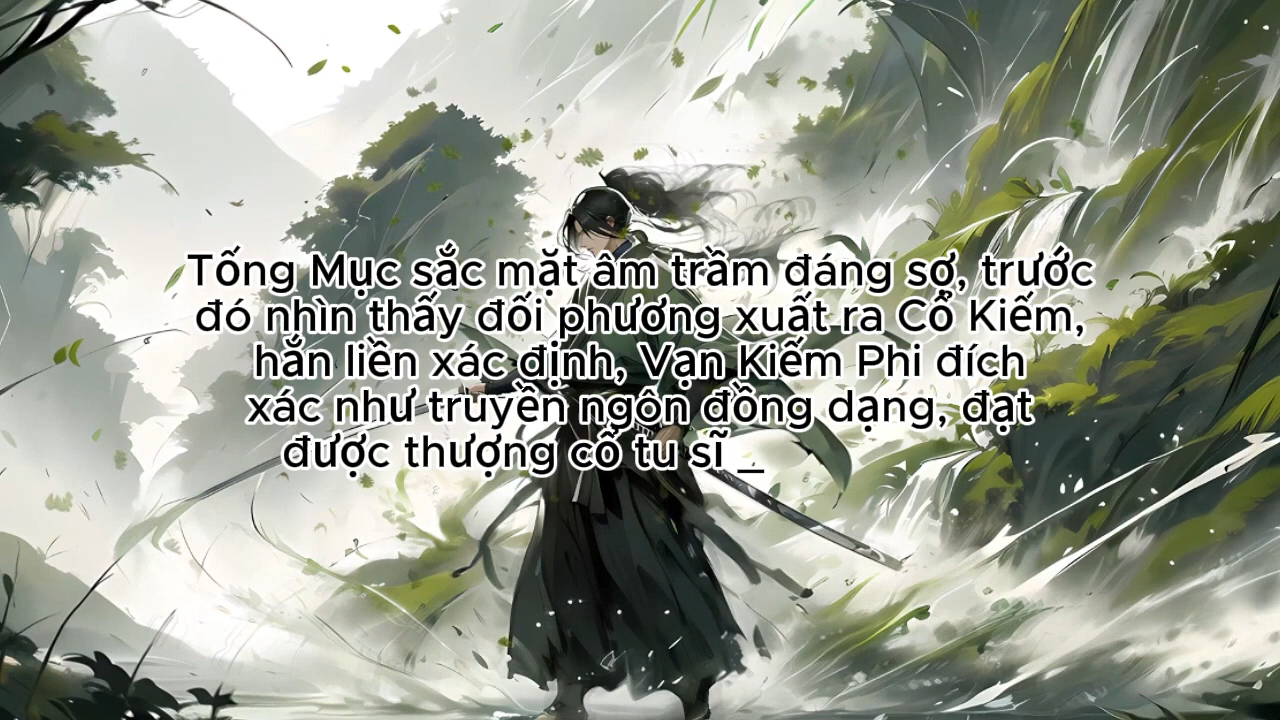 Tống Mục sắc mặt âm trầm đáng sợ, trước
đó nhìn thấy đối phương xuất ra Cổ Kiếm,
hắn liền xác định, Vạn Kiếm Phi đích
xác như truyền ngôn đồng dạng, đạt
được thượng cổ tu sĩ _